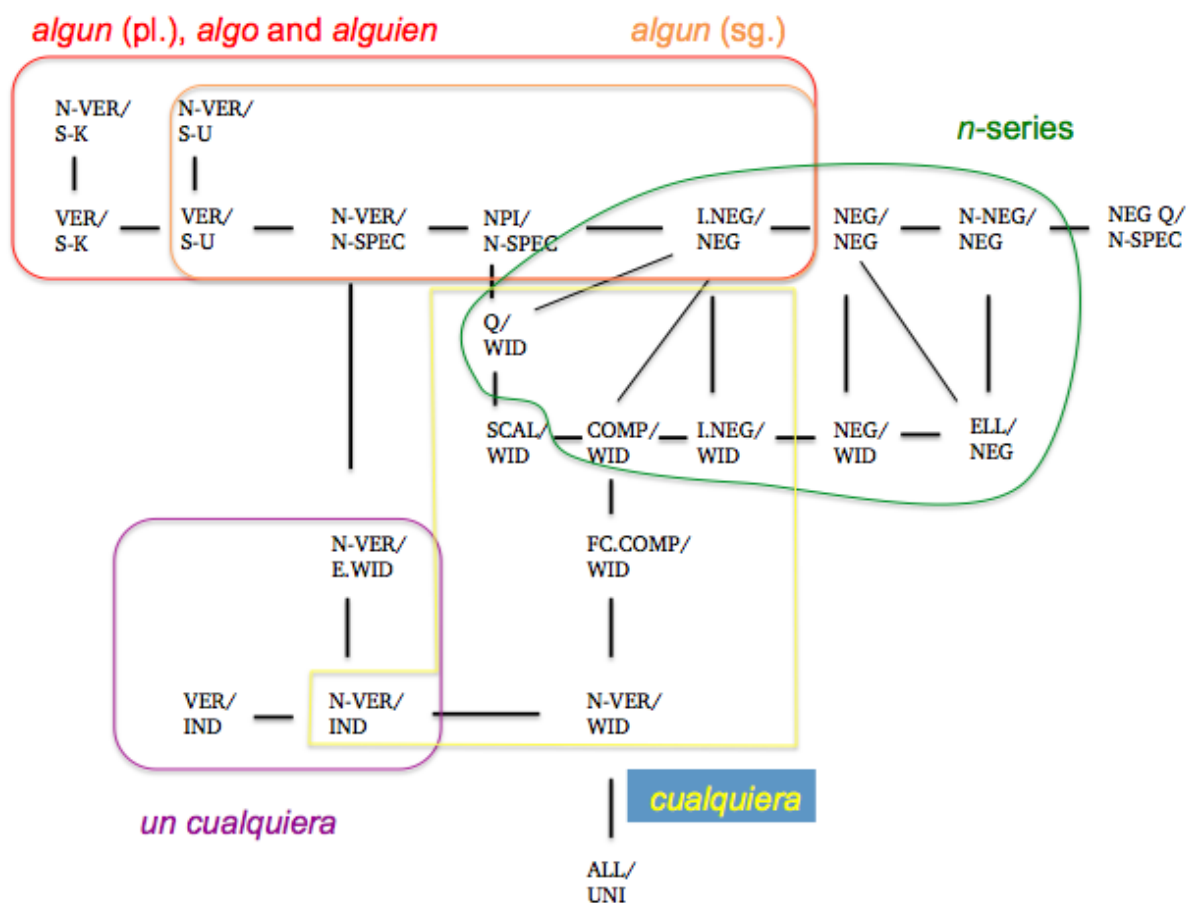 algun (pl.), algo and alguien
algun (sg.)
N-VER/
S-K
N-VER/
S-U
n-series
VER/
S-K
VER/
S-U
N-VER/
N-SPEC
NPI/
N-SPEC
I.NEG/
NEG
NEG/
NEG
N-NEG/
NEG
NEG Q/
N-SPEC
Q/
WID
SCAL/
WID
COMP/
WID
I.NEG/
WID
NEG/
WID
ELL/
NEG
N-VER/
E.WID
FC.COMP/
WID
VER/
IND
N-VER/
IND
N-VER/
WID
un cualquiera
cualquiera
ALL/
UNI